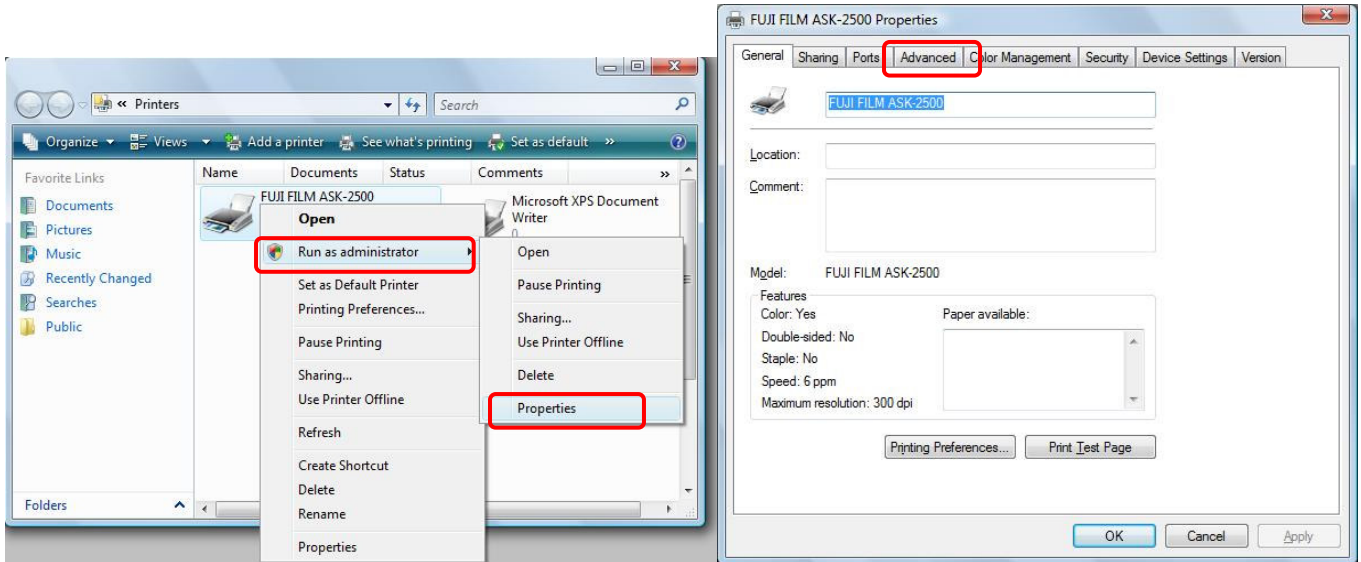 « Printers
Search
Organize Views Add a printer See what's printing Set as default »
Favorite Links
Documents
Pictures
Music
Recently Changed
Searches
Public
Folders
Name Documents Status Comments »
FUJI FILM ASK-2500
Microsoft XPS Document
Writer
0
Open
Run as administrator
Set as Default Printer
Printing Preferences...
Pause Printing
Sharing...
Use Printer Offline
Refresh
Create Shortcut
Delete
Rename
Properties
Open
Pause Printing
Sharing...
Use Printer Offline
Delete
Properties
FUJI FILM ASK-2500 Properties
General Sharing Ports Advanced Color Management Security Device Settings Version
FUJI FILM ASK-2500
Location:
Comment:
Model: FUJI FILM ASK-2500
Features
Color: Yes
Double-sided: No
Staple: No
Speed: 6 ppm
Maximum resolution: 300 dpi
Paper available:
Printing Preferences... Print Test Page
OK Cancel Apply